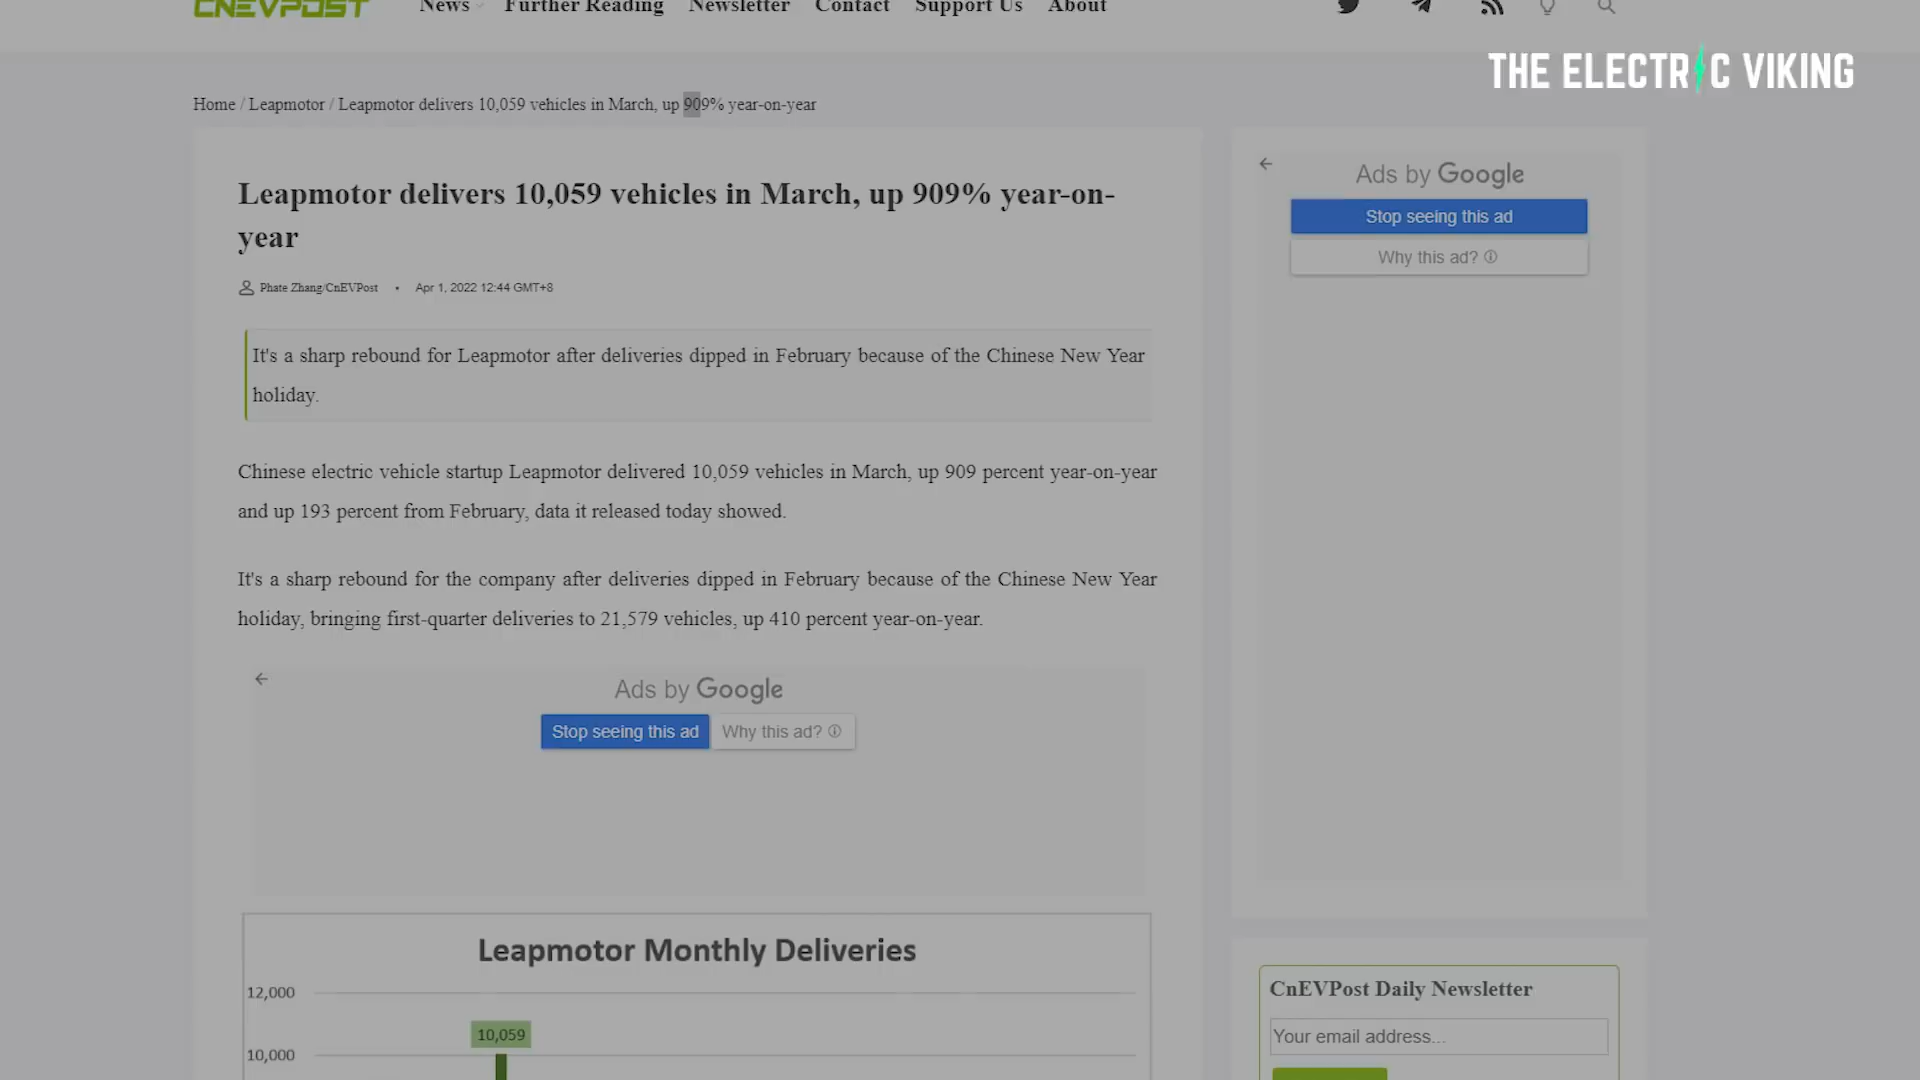 CNEVPOST
News
Further Reading
Newsletter
Contact
Support Us
About
THE ELECTRIC VIKING
Home / Leapmotor / Leapmotor delivers 10,059 vehicles in March, up 909% year-on-year
Leapmotor delivers 10,059 vehicles in March, up 909% year-on-
year
Phate Zhang/CnEVPost • Apr 1, 2022 12:44 GMT+8
It's a sharp rebound for Leapmotor after deliveries dipped in February because of the Chinese New Year
holiday.
Chinese electric vehicle startup Leapmotor delivered 10,059 vehicles in March, up 909 percent year-on-year
and up 193 percent from February, data it released today showed.
It's a sharp rebound for the company after deliveries dipped in February because of the Chinese New Year
holiday, bringing first-quarter deliveries to 21,579 vehicles, up 410 percent year-on-year.
Ads by Google
Stop seeing this ad
Why this ad?
Leapmotor Monthly Deliveries
12,000
10,059
10,000
Ads by Google
Stop seeing this ad
Why this ad?
CnEVPost Daily Newsletter
Your email address...